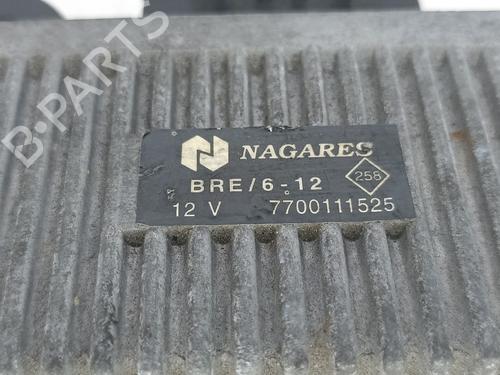 B-PARTS
NAGARES
BRE/6-12
258
12 V 7700111525